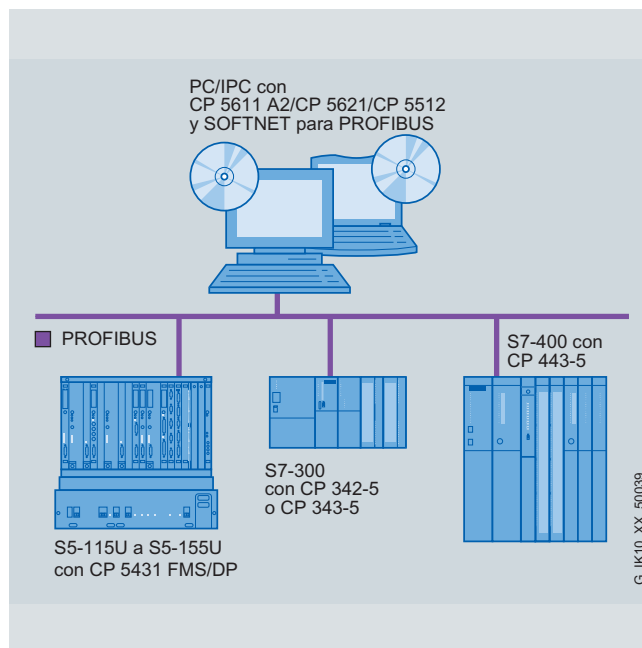 PC/IPC con
CP 5611 A2/CP 5621/CP 5512
y SOFTNET para PROFIBUS
PROFIBUS
S7-400 con
CP 443-5
S7-300
con CP 342-5
o CP 343-5
S5-115U a S5-155U
con CP 5431 FMS/DP
G_IK10_XX_50039